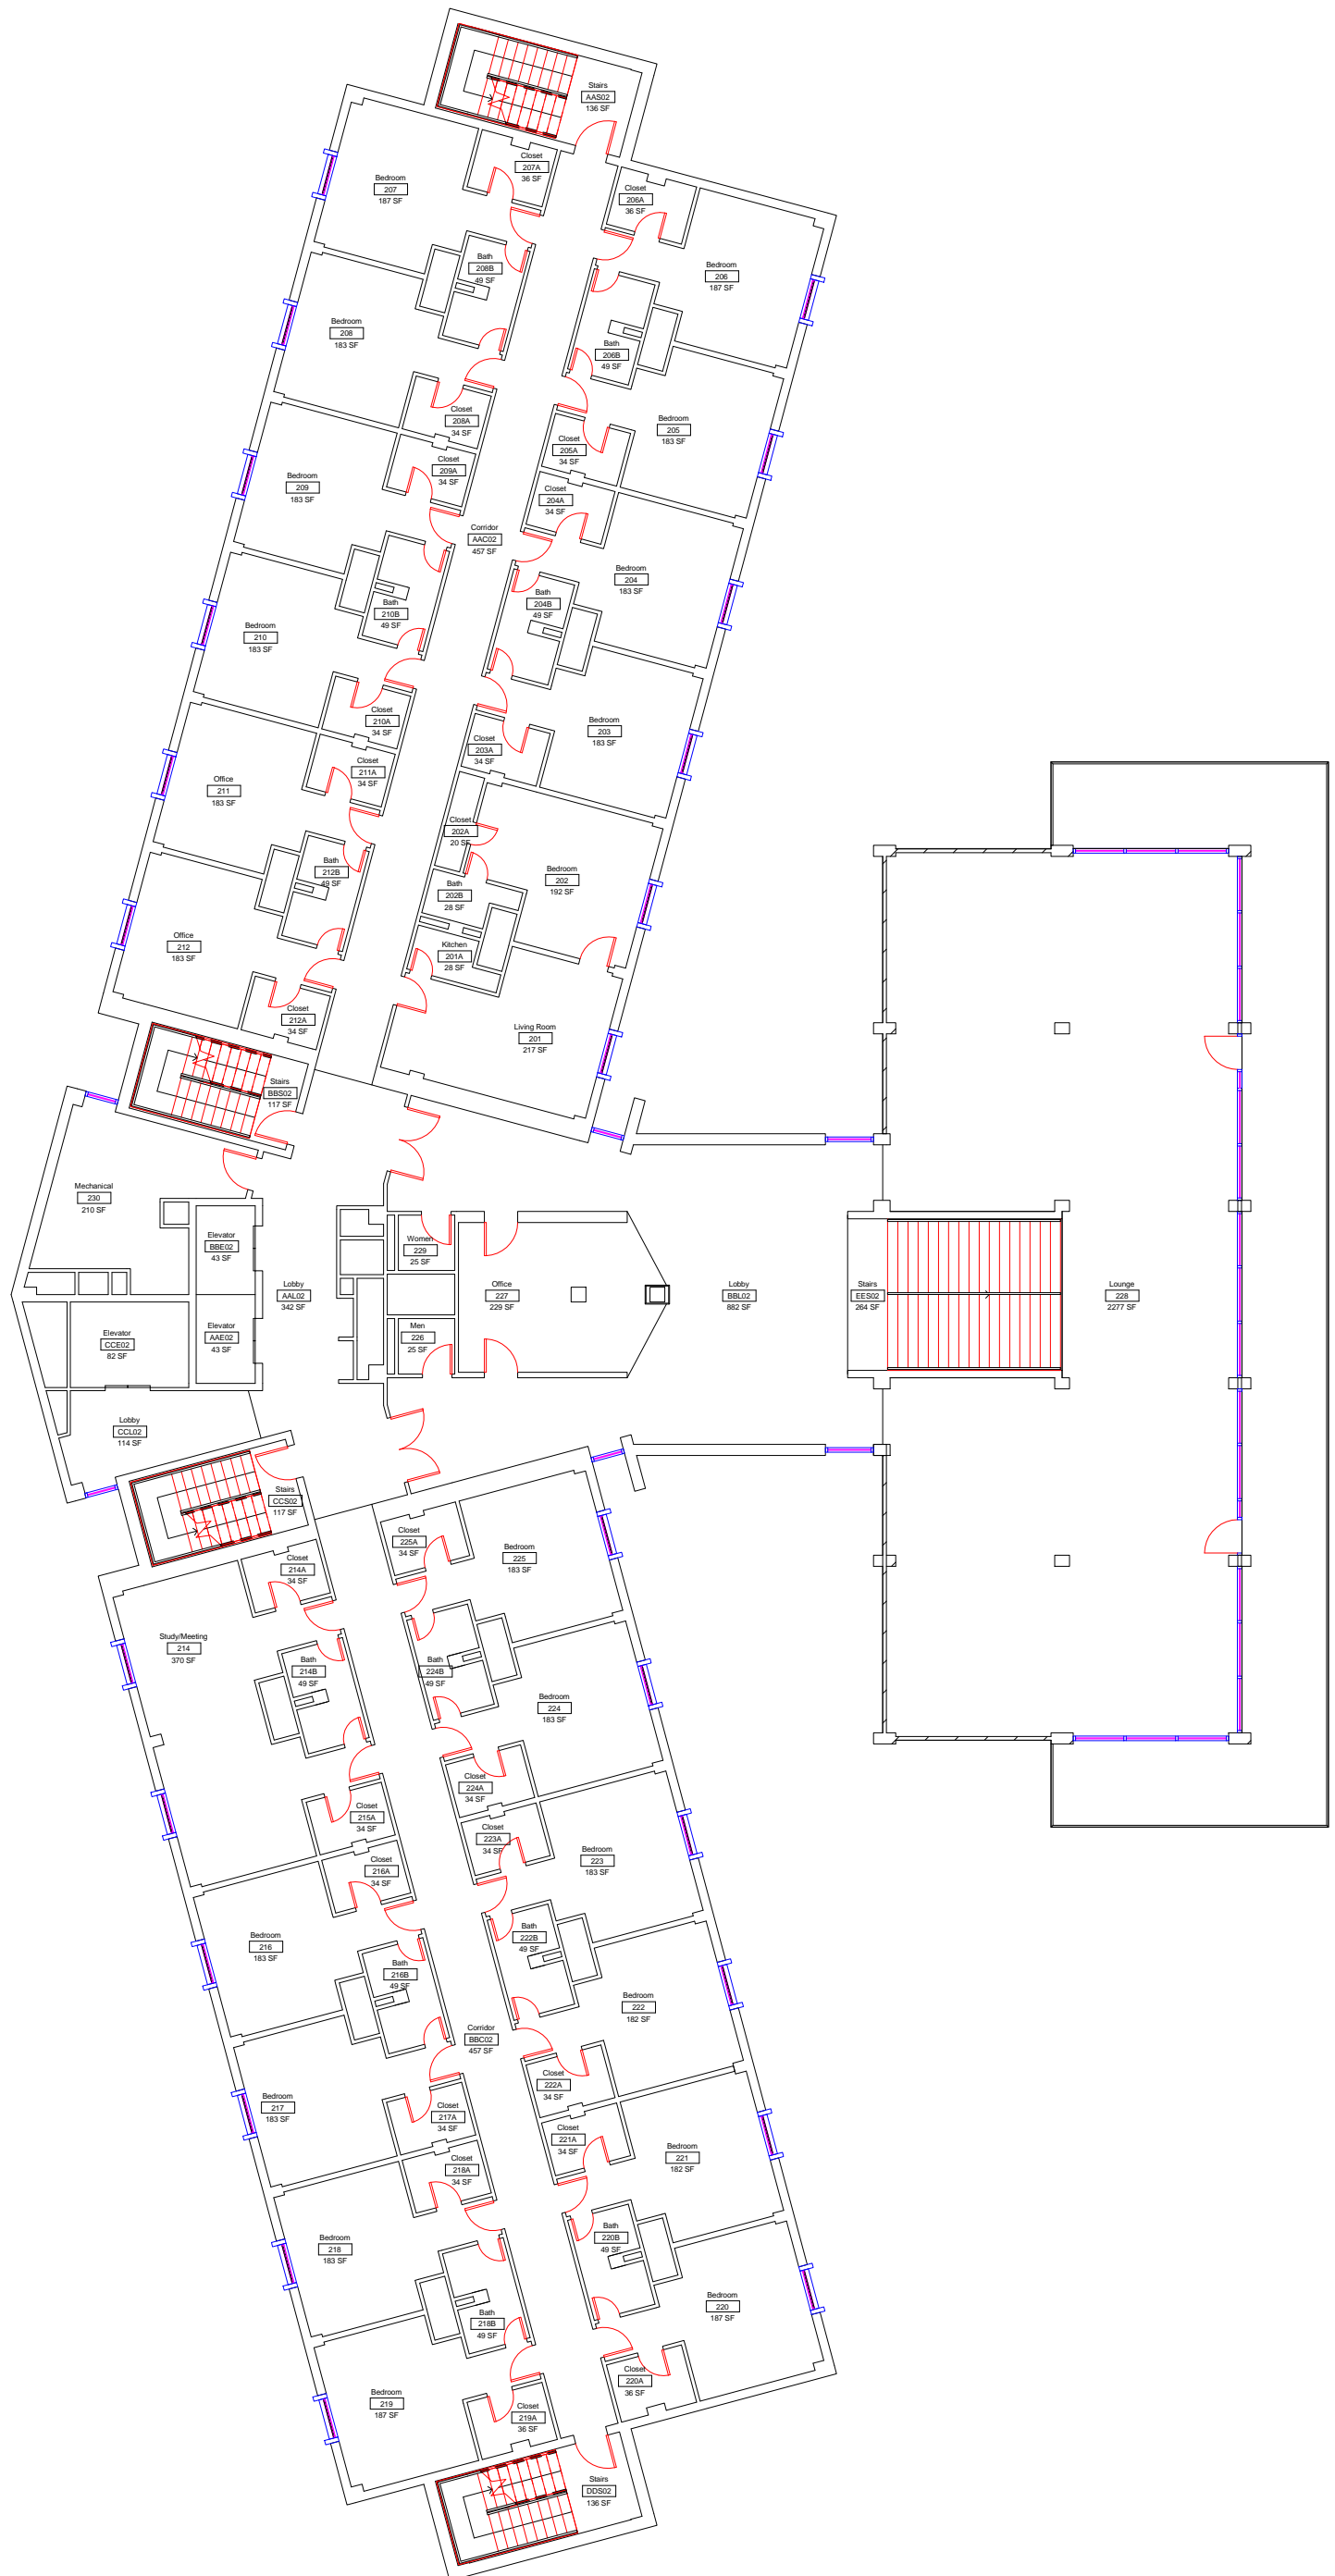 Stairs
AAS02
136 SF
Closet
207A
36 SF
Bedroom
207
187 SF
Closet
206A
36 SF
Bath
208B
49 SF
Bedroom
206
187 SF
Bedroom
208
183 SF
Bath
206B
49 SF
Closet
208A
34 SF
Bedroom
205
183 SF
Closet
205A
34 SF
Closet
209A
34 SF
Bedroom
209
183 SF
Closet
204A
34 SF
Corridor
AAC02
457 SF
Bedroom
204
183 SF
Bath
210B
49 SF
Bath
204B
49 SF
Bedroom
210
183 SF
Closet
210A
34 SF
Bedroom
203
183 SF
Closet
203A
34 SF
Closet
211A
34 SF
Office
211
183 SF
Closet
202A
20 SF
Bath
212B
49 SF
Bedroom
202
192 SF
Bath
202B
28 SF
Office
212
183 SF
Kitchen
201A
28 SF
Closet
212A
34 SF
Living Room
201
217 SF
Stairs
BBS02
117 SF
Mechanical
230
210 SF
Elevator
BBE02
43 SF
Women
229
25 SF
Lobby
AAL02
342 SF
Office
227
229 SF
Lobby
BBL02
882 SF
Stairs
EES02
264 SF
Lounge
228
2277 SF
Elevator
CCE02
82 SF
Elevator
AAE02
43 SF
Men
226
25 SF
Lobby
CCL02
114 SF
Stairs
CCS02
117 SF
Closet
225A
34 SF
Bedroom
225
183 SF
Closet
214A
34 SF
Study/Meeting
214
370 SF
Bath
214B
49 SF
Bath
224B
49 SF
Bedroom
224
183 SF
Closet
224A
34 SF
Closet
215A
34 SF
Closet
223A
34 SF
Bedroom
223
183 SF
Closet
216A
34 SF
Bedroom
216
183 SF
Bath
222B
49 SF
Bath
216B
49 SF
Bedroom
222
182 SF
Corridor
BBC02
457 SF
Closet
222A
34 SF
Bedroom
217
183 SF
Closet
217A
34 SF
Closet
221A
34 SF
Bedroom
221
182 SF
Closet
218A
34 SF
Bedroom
218
183 SF
Bath
220B
49 SF
Bedroom
220
187 SF
Bath
218B
49 SF
Closet
220A
36 SF
Bedroom
219
187 SF
Closet
219A
36 SF
Stairs
DDS02
136 SF